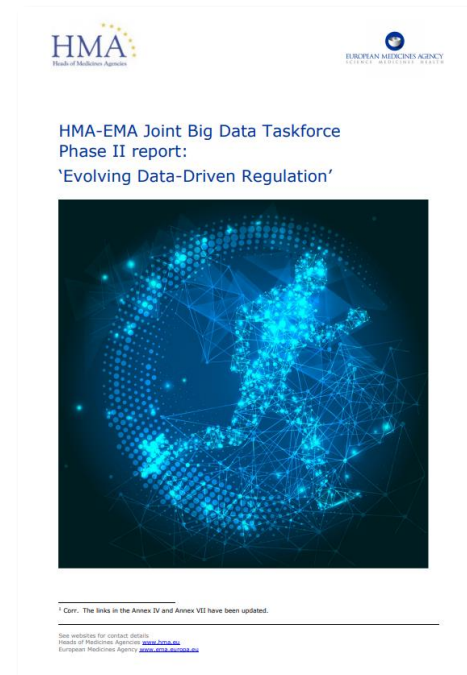 HMA
Heads of Medicines Agencies
EUROPEAN MEDICINES AGENCY
SCIENCE MEDICINES HEALTH
HMA-EMA Joint Big Data Taskforce
Phase II report:
‘Evolving Data-Driven Regulation’
1 Corr. The links in the Annex IV and Annex VII have been updated.
See websites for contact details
Heads of Medicines Agencies www.hma.eu
European Medicines Agency www.ema.europa.eu